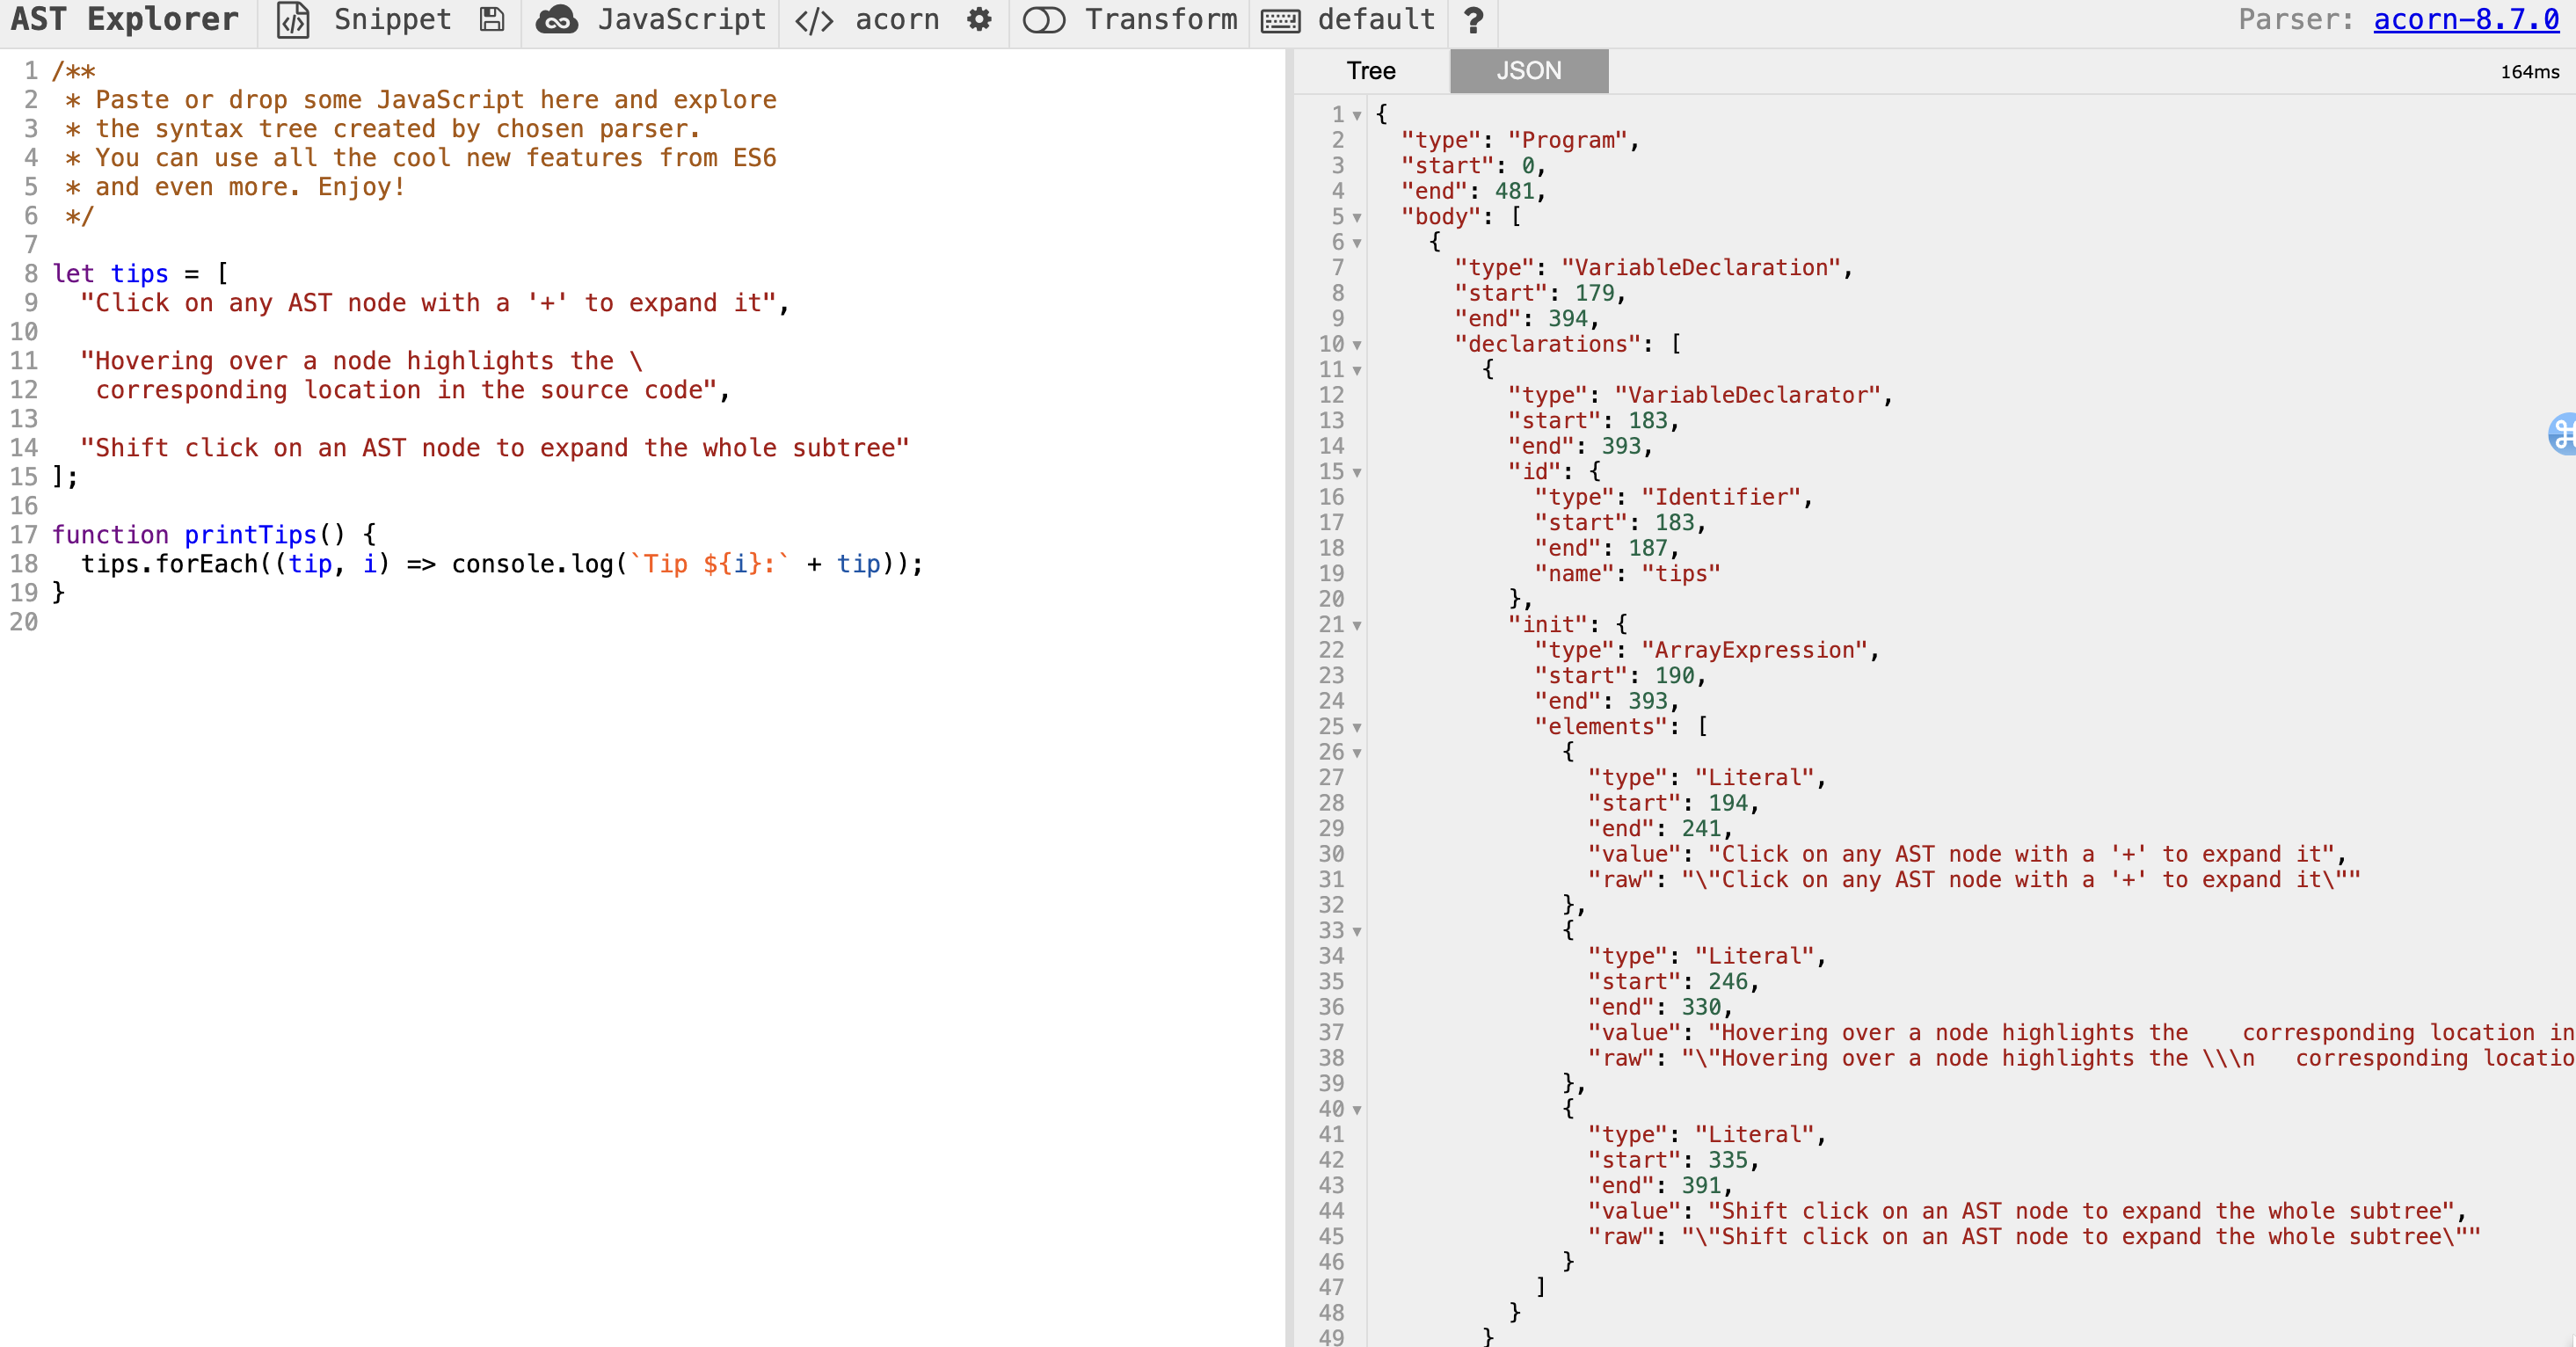 AST Explorer Snippet JavaScript </> acorn Transform default ? Parser: acorn-8.7.0
1 /**
2  * Paste or drop some JavaScript here and explore
3  * the syntax tree created by chosen parser.
4  * You can use all the cool new features from ES6
5  * and even more. Enjoy!
6  */
7
8 let tips = [
9   "Click on any AST node with a '+' to expand it",
10
11   "Hovering over a node highlights the \
12    corresponding location in the source code",
13
14   "Shift click on an AST node to expand the whole subtree"
15 ];
16
17 function printTips() {
18   tips.forEach((tip, i) => console.log(`Tip ${i}:` + tip));
19 }
20
Tree JSON 164ms
1 {
2   "type": "Program",
3   "start": 0,
4   "end": 481,
5   "body": [
6     {
7       "type": "VariableDeclaration",
8       "start": 179,
9       "end": 394,
10       "declarations": [
11         {
12           "type": "VariableDeclarator",
13           "start": 183,
14           "end": 393,
15           "id": {
16             "type": "Identifier",
17             "start": 183,
18             "end": 187,
19             "name": "tips"
20           },
21           "init": {
22             "type": "ArrayExpression",
23             "start": 190,
24             "end": 393,
25             "elements": [
26               {
27                 "type": "Literal",
28                 "start": 194,
29                 "end": 241,
30                 "value": "Click on any AST node with a '+' to expand it",
31                 "raw": "\"Click on any AST node with a '+' to expand it\""
32               },
33               {
34                 "type": "Literal",
35                 "start": 246,
36                 "end": 330,
37                 "value": "Hovering over a node highlights the    corresponding location in
38                 "raw": "\"Hovering over a node highlights the \\\n   corresponding locatio
39               },
40               {
41                 "type": "Literal",
42                 "start": 335,
43                 "end": 391,
44                 "value": "Shift click on an AST node to expand the whole subtree",
45                 "raw": "\"Shift click on an AST node to expand the whole subtree\""
46               }
47             ]
48           }
49         }